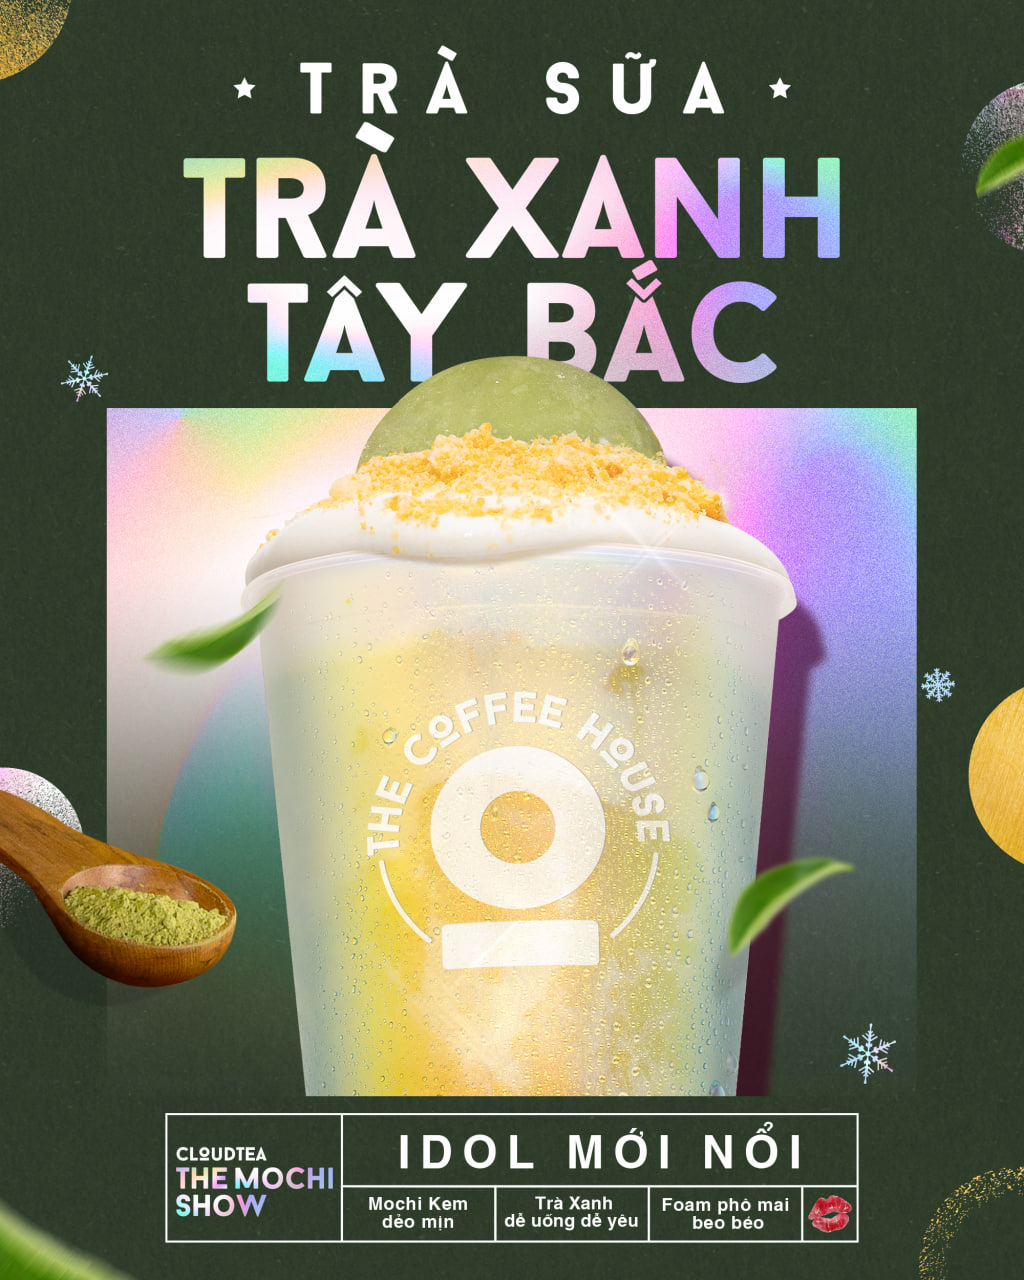 TRÀ SỮA
TRÀ XANH
TÂY BẮC
THE COFFEE HOUSE
CLOUDTEA
THE MOCHI
SHOW
IDOL MỚI NỔI
Mochi Kem
dẻo mịn
Trà Xanh
dễ uống dễ yêu
Foam phô mai
beo béo